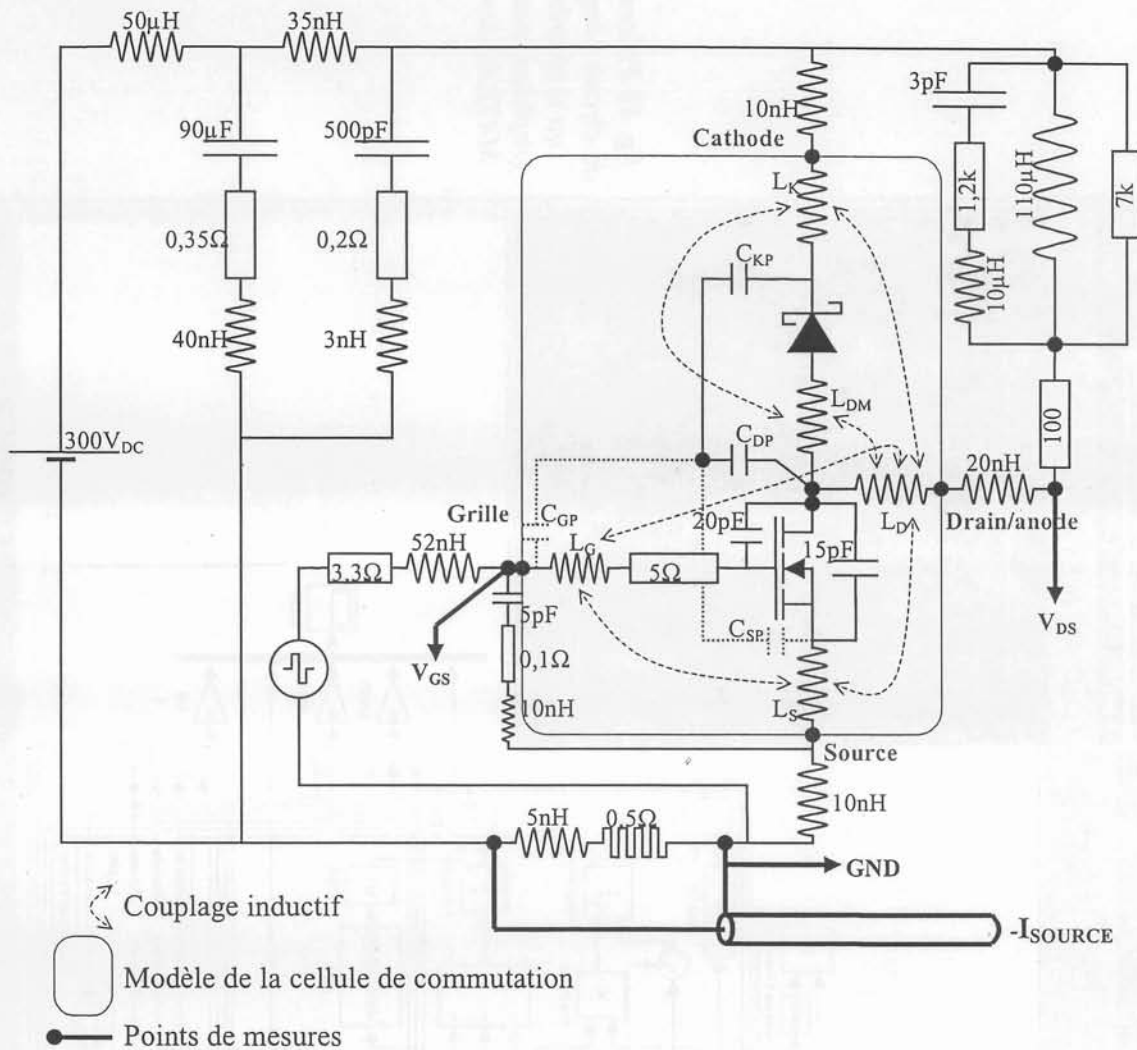 50µH
35nH
10nH
3pF
90µF
500pF
Cathode
L_K
1,2k
110µH
7k
0,35Ω
0,2Ω
C_KP
10µH
40nH
3nH
L_DM
300V_DC
C_DP
100
20nH
Grille
C_GP
20pF
L_D
Drain/anode
52nH
L_G
3,3Ω
5Ω
15pF
5pF
V_GS
C_SP
V_DS
0,1Ω
10nH
L_S
Source
10nH
5nH
0,5Ω
GND
Couplage inductif
-I_SOURCE
Modèle de la cellule de commutation
Points de mesures